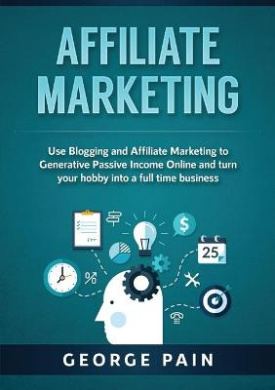 AFFILIATE
MARKETING
Use Blogging and Affiliate Marketing to
Generative Passive Income Online and turn
your hobby into a full time business
$
25
%
GEORGE PAIN